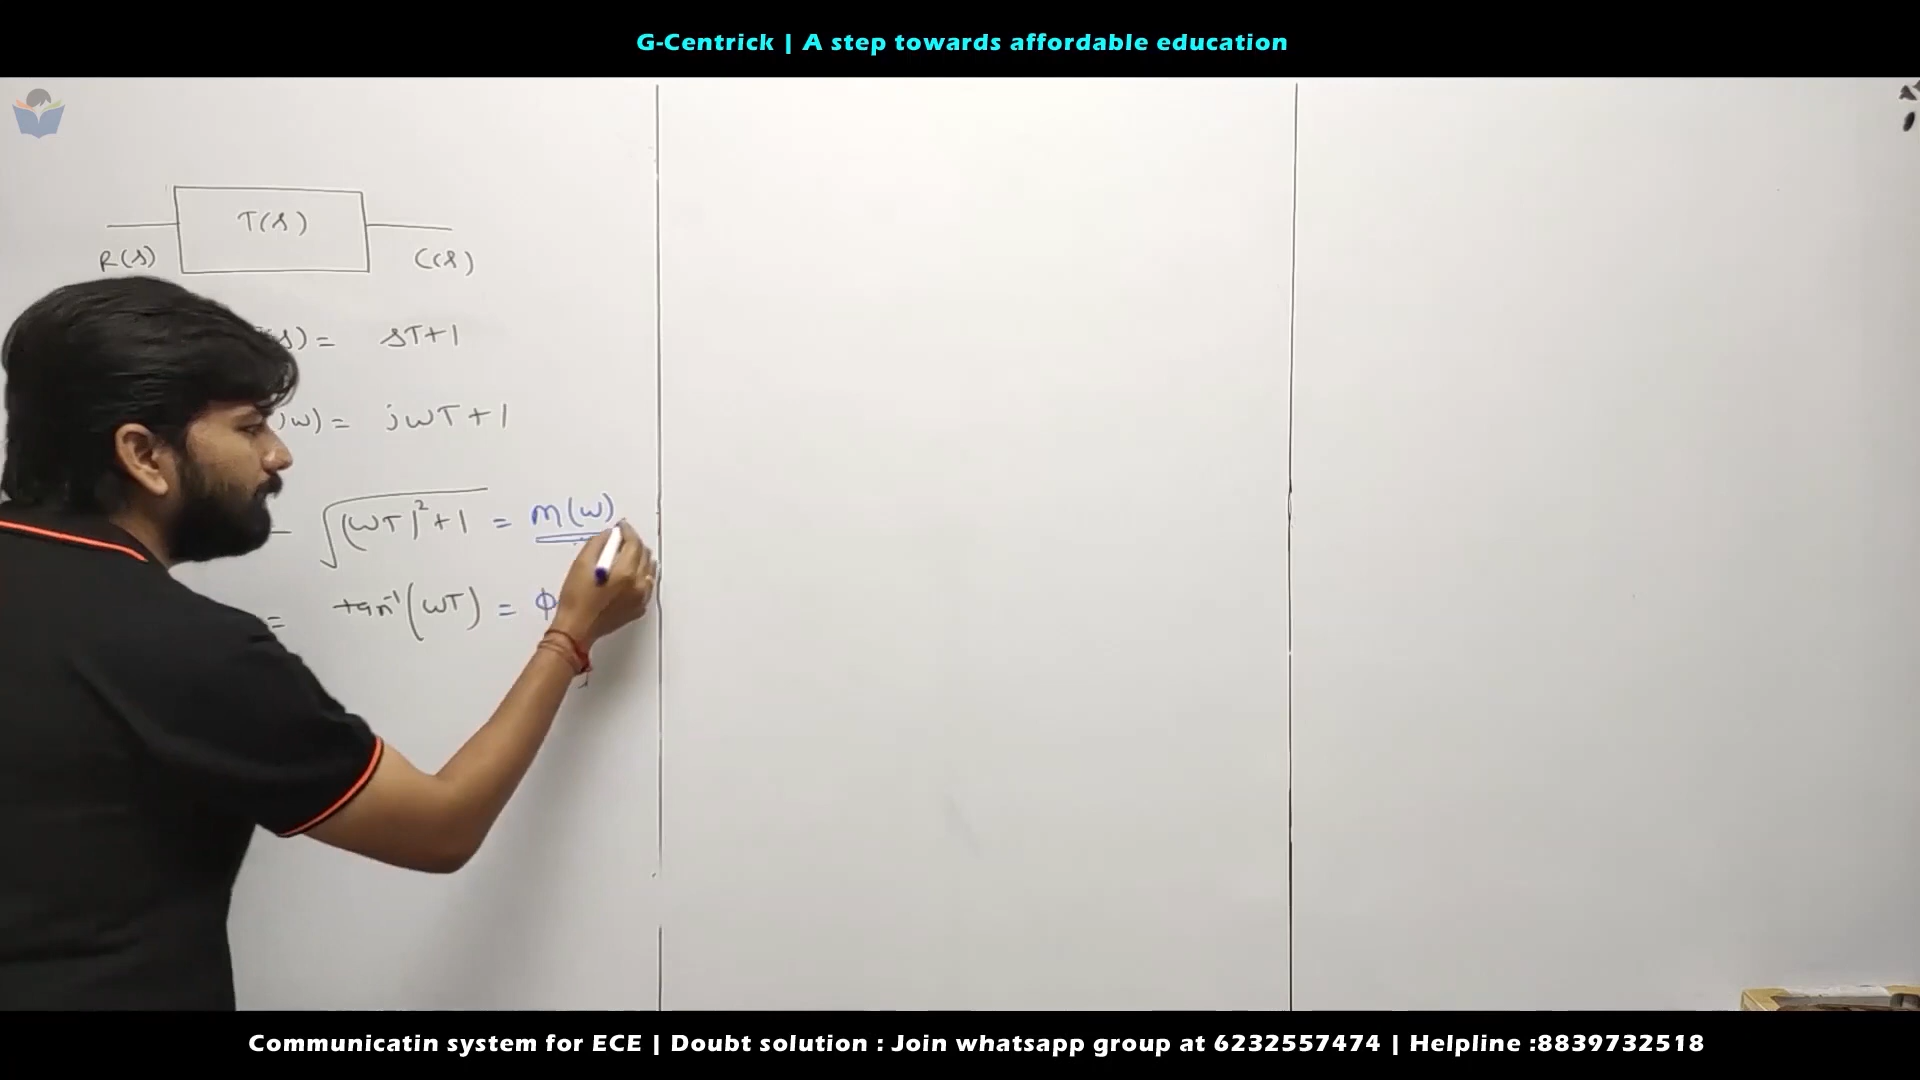 G-Centrick | A step towards affordable education
T(s)
R(s) C(s)
s) = sT+1
jω) = jωT+1
√(ωT)²+1 = M(ω)
= tan⁻¹(ωT) = ϕ
Communicatin system for ECE | Doubt solution : Join whatsapp group at 6232557474 | Helpline :8839732518